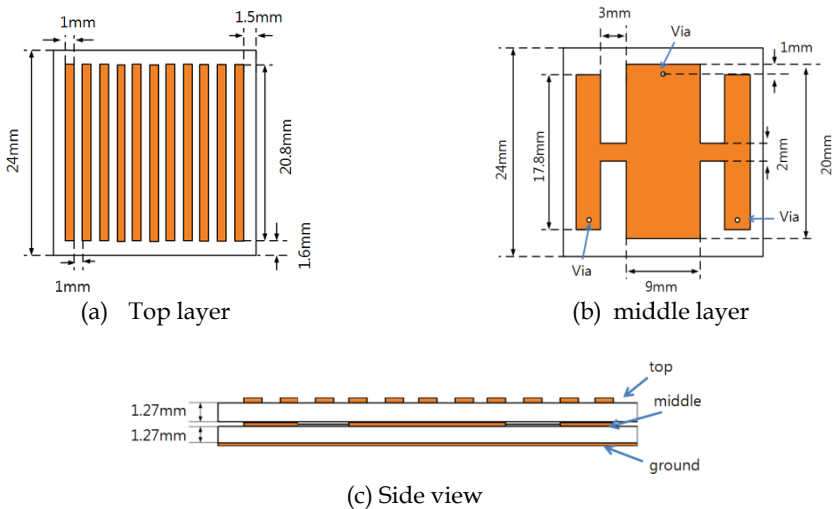 1mm
1.5mm
24mm
20.8mm
1.6mm
1mm
(a) Top layer
3mm
Via
1mm
24mm
17.8mm
2mm
20mm
Via
Via
9mm
(b) middle layer
top
1.27mm
middle
1.27mm
ground
(c) Side view